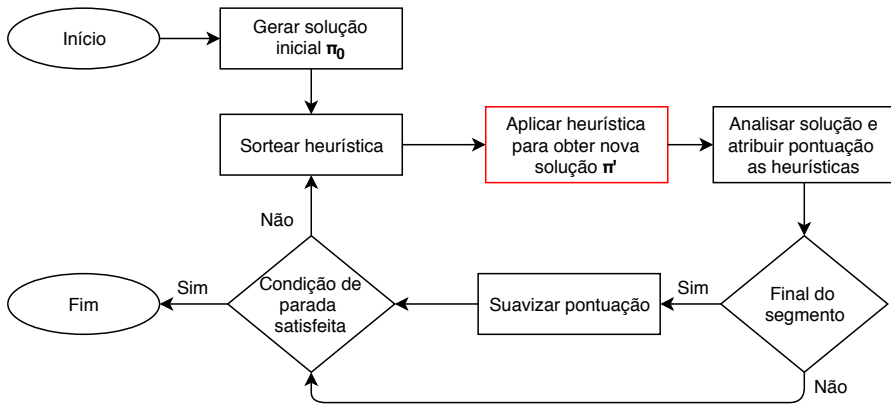 Início
Gerar solução
inicial π0
Sortear heurística
Aplicar heurística
para obter nova
solução π'
Analisar solução e
atribuir pontuação
as heurísticas
Não
Fim
Sim
Condição de
parada
satisfeita
Suavizar pontuação
Sim
Final do
segmento
Não